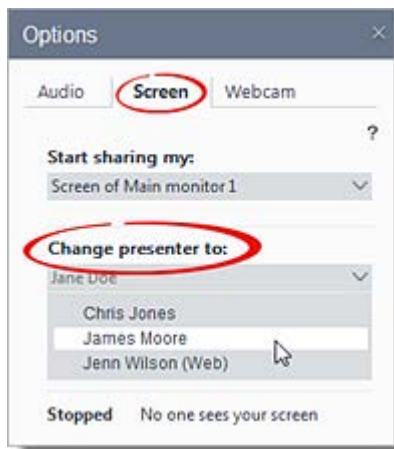 Options
Audio Screen Webcam
?
Start sharing my:
Screen of Main monitor 1
Change presenter to:
Jane Doe
Chris Jones
James Moore
Jenn Wilson (Web)
Stopped No one sees your screen